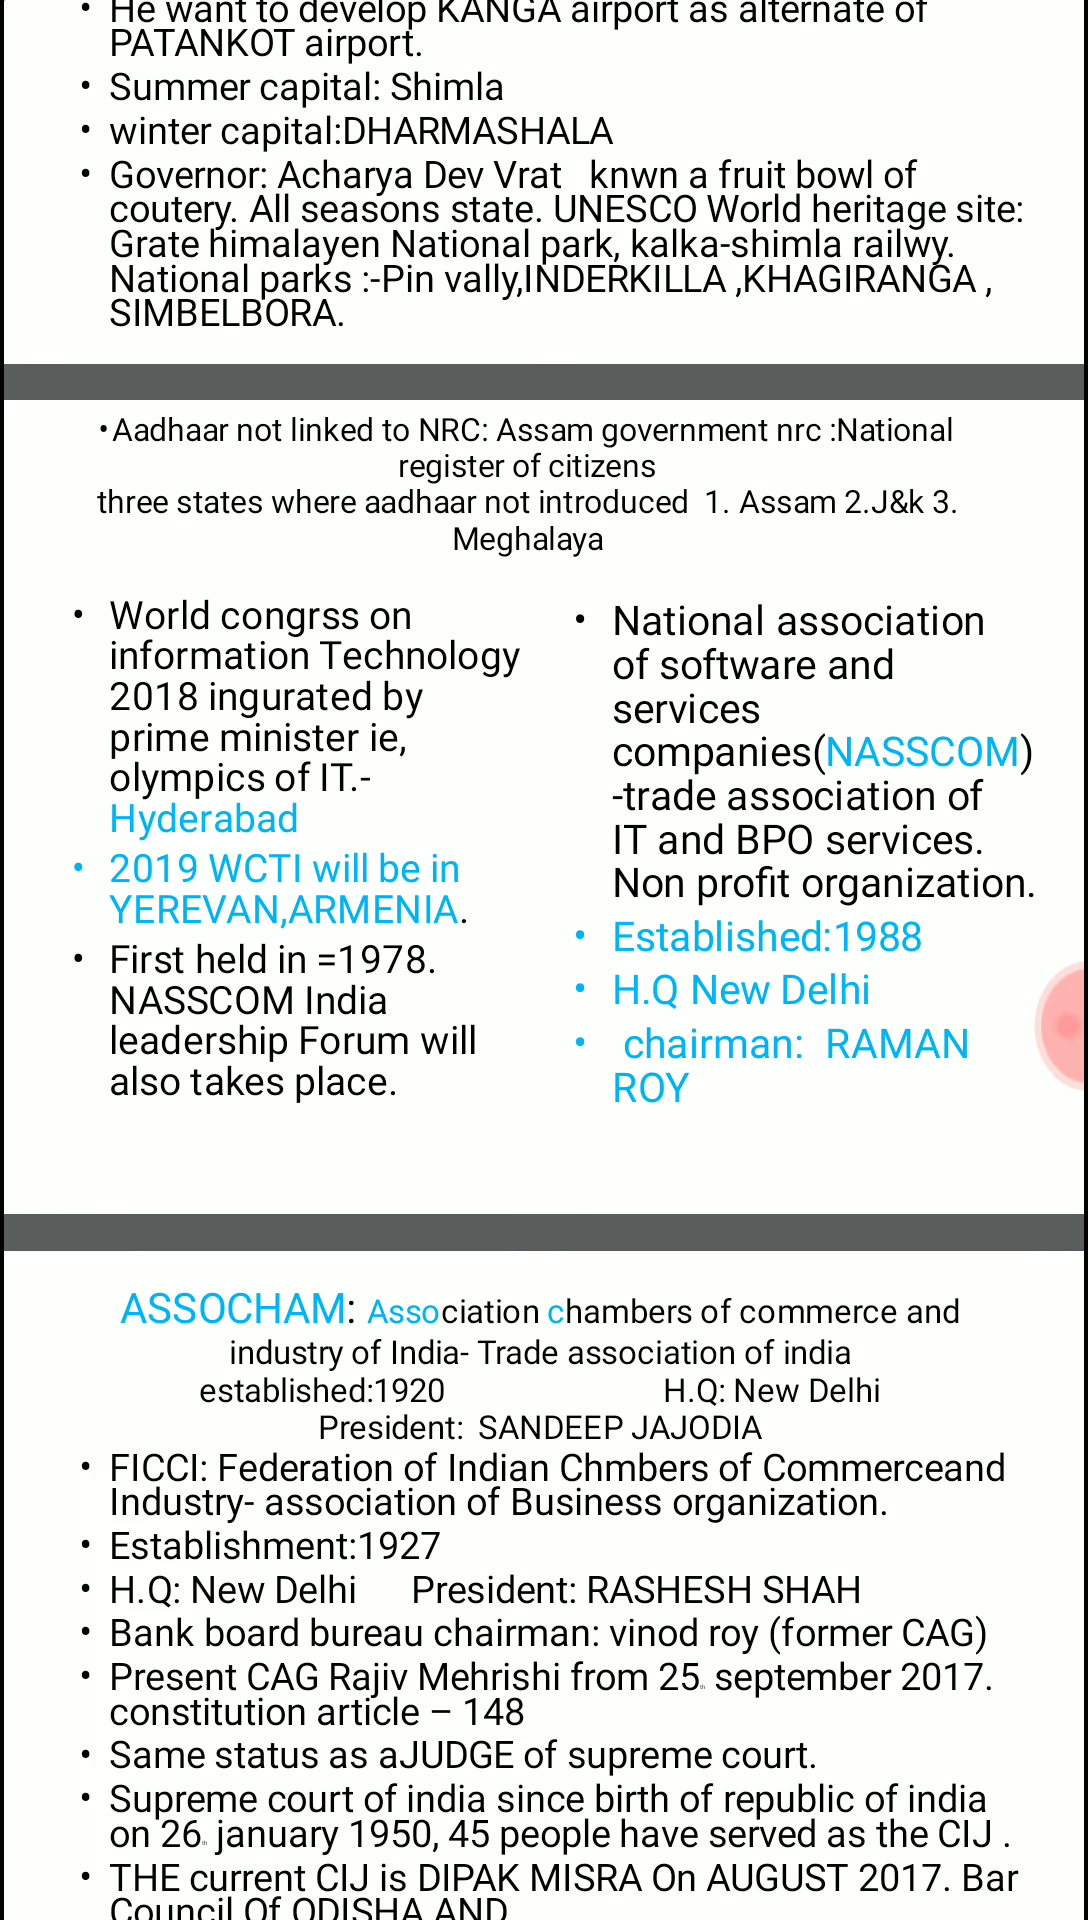 • He want to develop KANGA airport as alternate of
PATANKOT airport.
• Summer capital: Shimla
• winter capital:DHARMASHALA
• Governor: Acharya Dev Vrat knwn a fruit bowl of
coutery. All seasons state. UNESCO World heritage site:
Grate himalayen National park, kalka-shimla railwy.
National parks :-Pin vally,INDERKILLA ,KHAGIRANGA ,
SIMBELBORA.
•Aadhaar not linked to NRC: Assam government nrc :National
register of citizens
three states where aadhaar not introduced 1. Assam 2.J&k 3.
Meghalaya
• World congrss on
information Technology
2018 ingurated by
prime minister ie,
olympics of IT.-
Hyderabad
• 2019 WCTI will be in
YEREVAN,ARMENIA.
• First held in =1978.
NASSCOM India
leadership Forum will
also takes place.
• National association
of software and
services
companies(NASSCOM)
-trade association of
IT and BPO services.
Non profit organization.
• Established:1988
• H.Q New Delhi
• chairman: RAMAN
ROY
ASSOCHAM: Association chambers of commerce and
industry of India- Trade association of india
established:1920 H.Q: New Delhi
President: SANDEEP JAJODIA
• FICCI: Federation of Indian Chmbers of Commerceand
Industry- association of Business organization.
• Establishment:1927
• H.Q: New Delhi President: RASHESH SHAH
• Bank board bureau chairman: vinod roy (former CAG)
• Present CAG Rajiv Mehrishi from 25th september 2017.
constitution article – 148
• Same status as aJUDGE of supreme court.
• Supreme court of india since birth of republic of india
on 26th january 1950, 45 people have served as the CIJ .
• THE current CIJ is DIPAK MISRA On AUGUST 2017. Bar
Council Of ODISHA AND